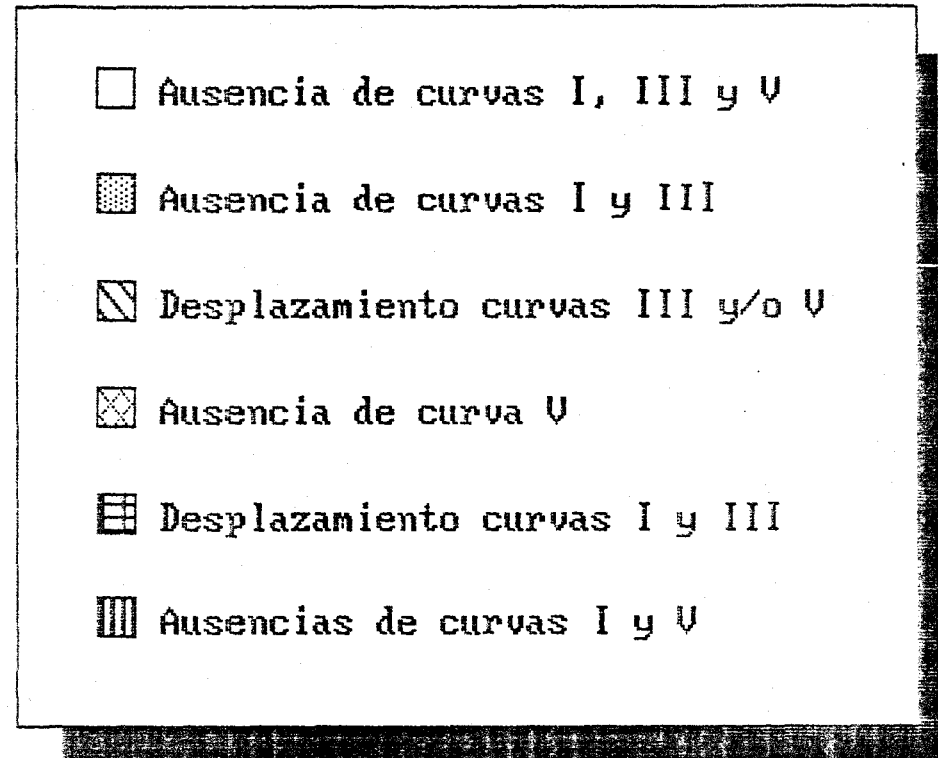 Ausencia de curvas I, III y V
Ausencia de curvas I y III
Desplazamiento curvas III y/o V
Ausencia de curva V
Desplazamiento curvas I y III
Ausencias de curvas I y V